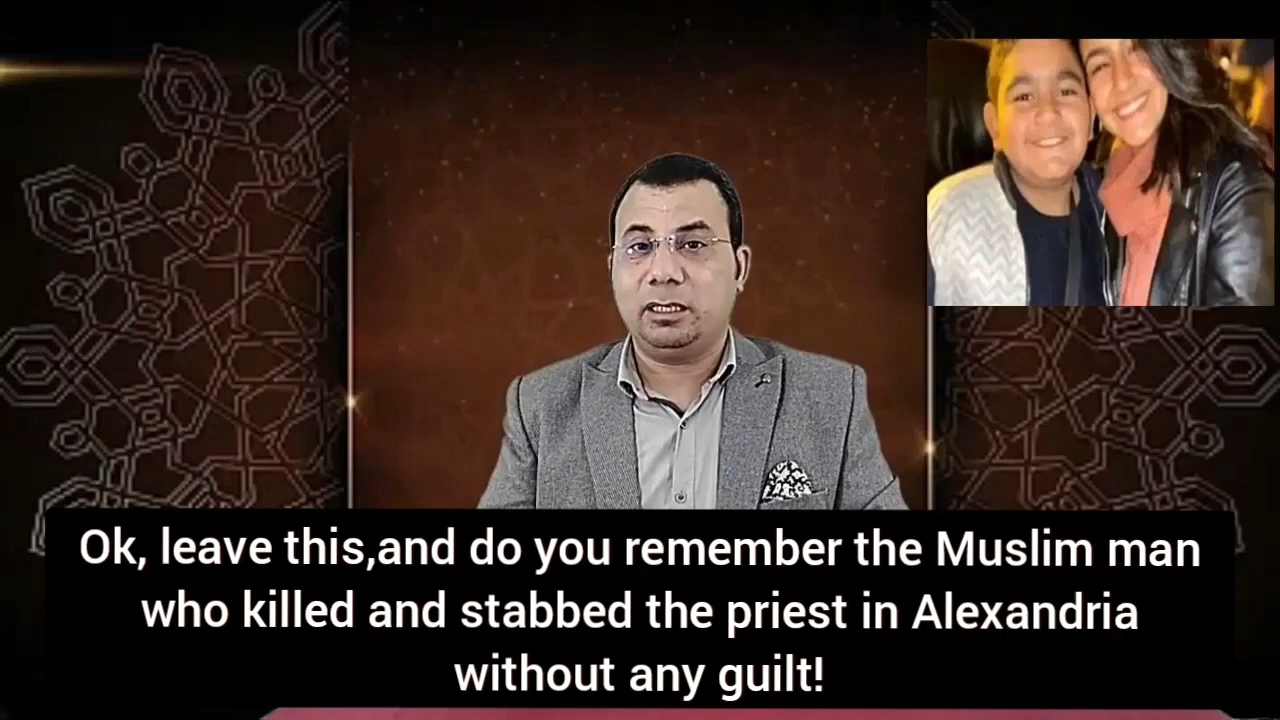 Ok, leave this,and do you remember the Muslim man
who killed and stabbed the priest in Alexandria
without any guilt!